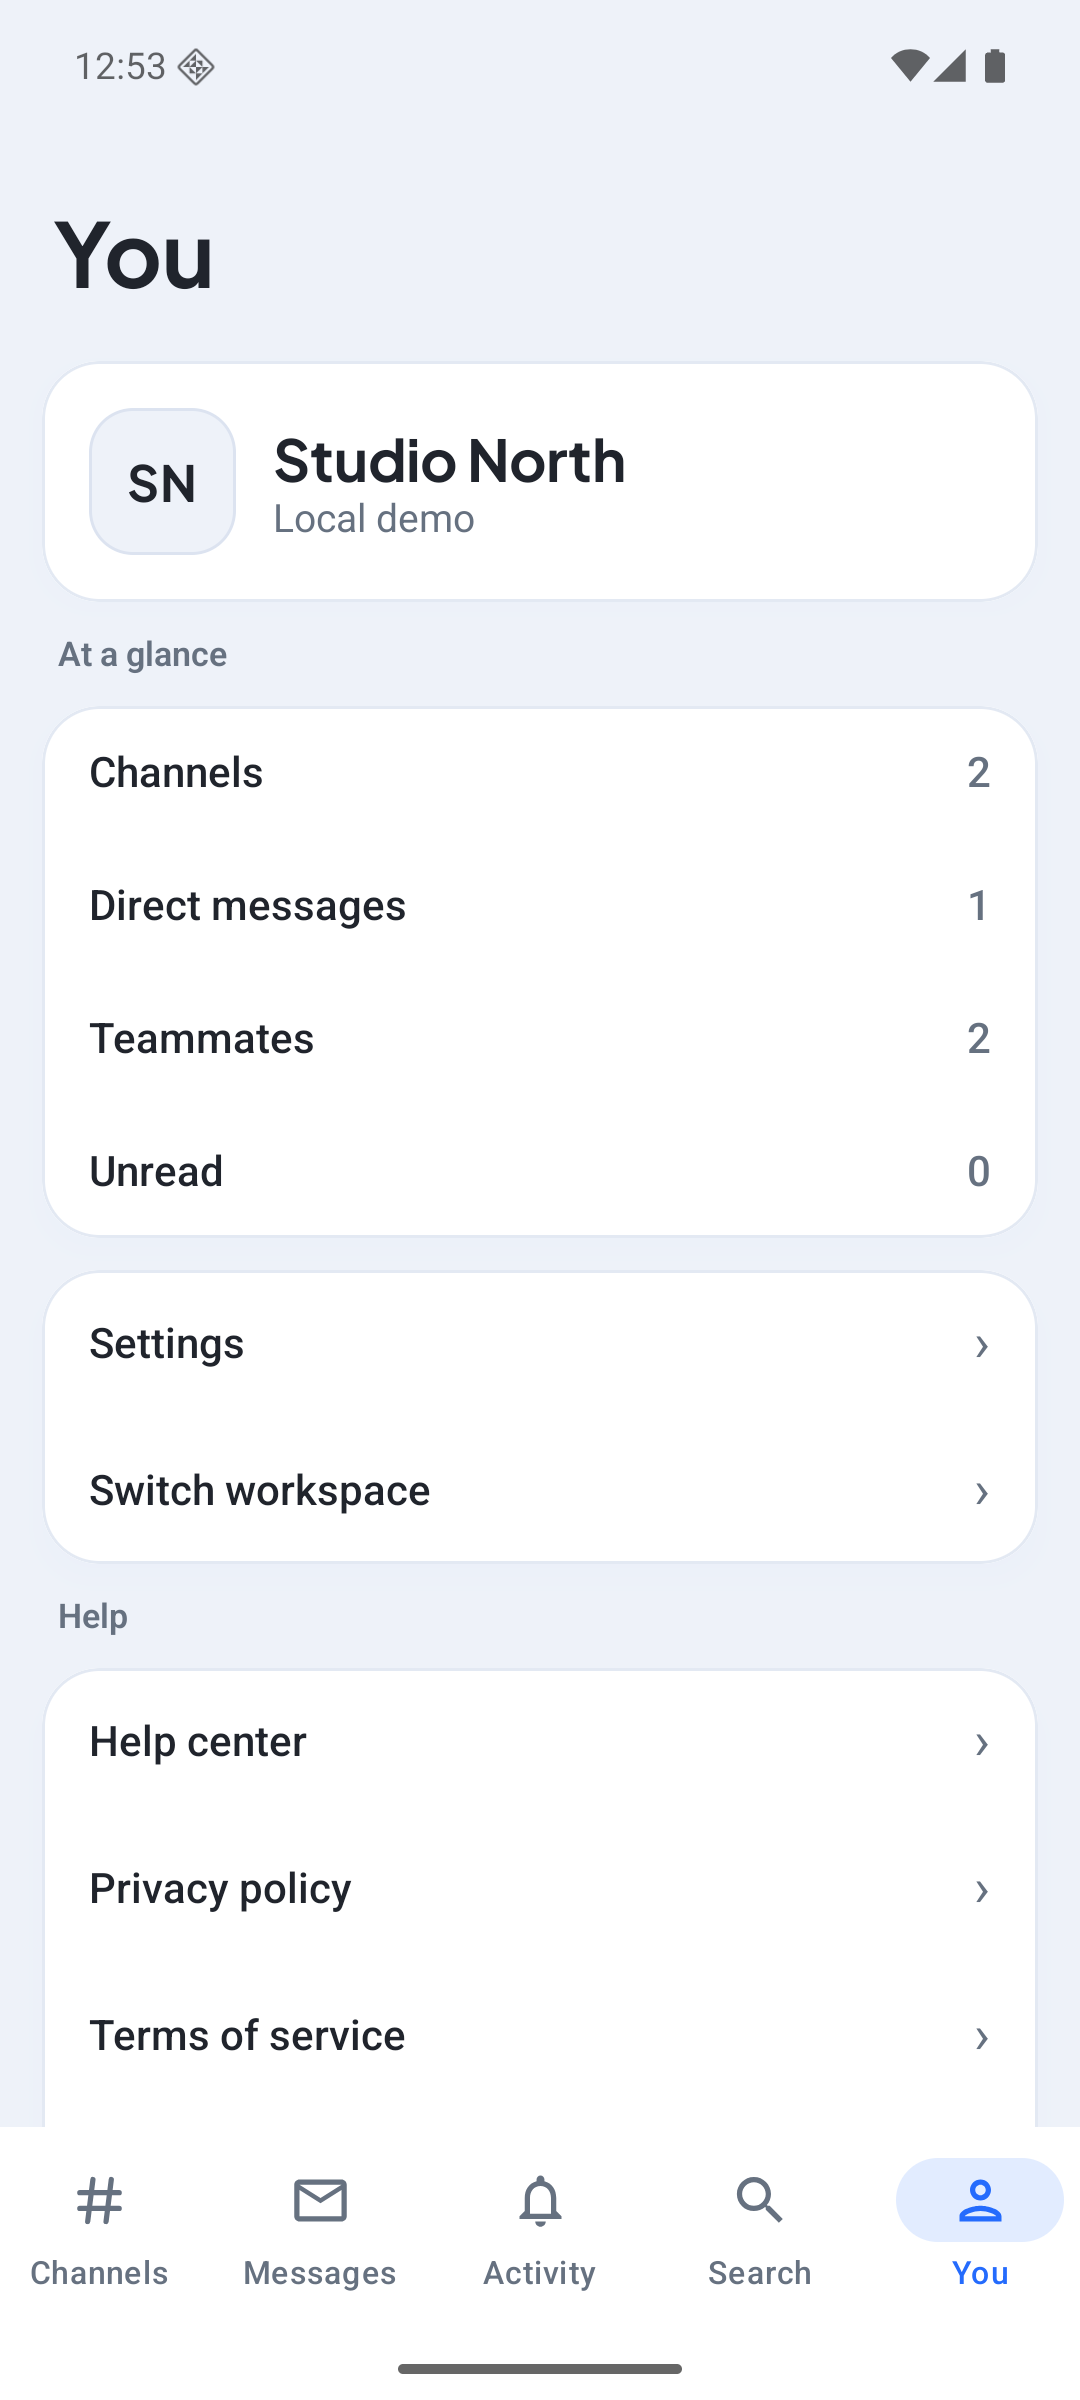 12:53
You
SN
Studio North
Local demo
At a glance
Channels 2
Direct messages 1
Teammates 2
Unread 0
Settings ›
Switch workspace ›
Help
Help center ›
Privacy policy ›
Terms of service ›
Channels Messages Activity Search You